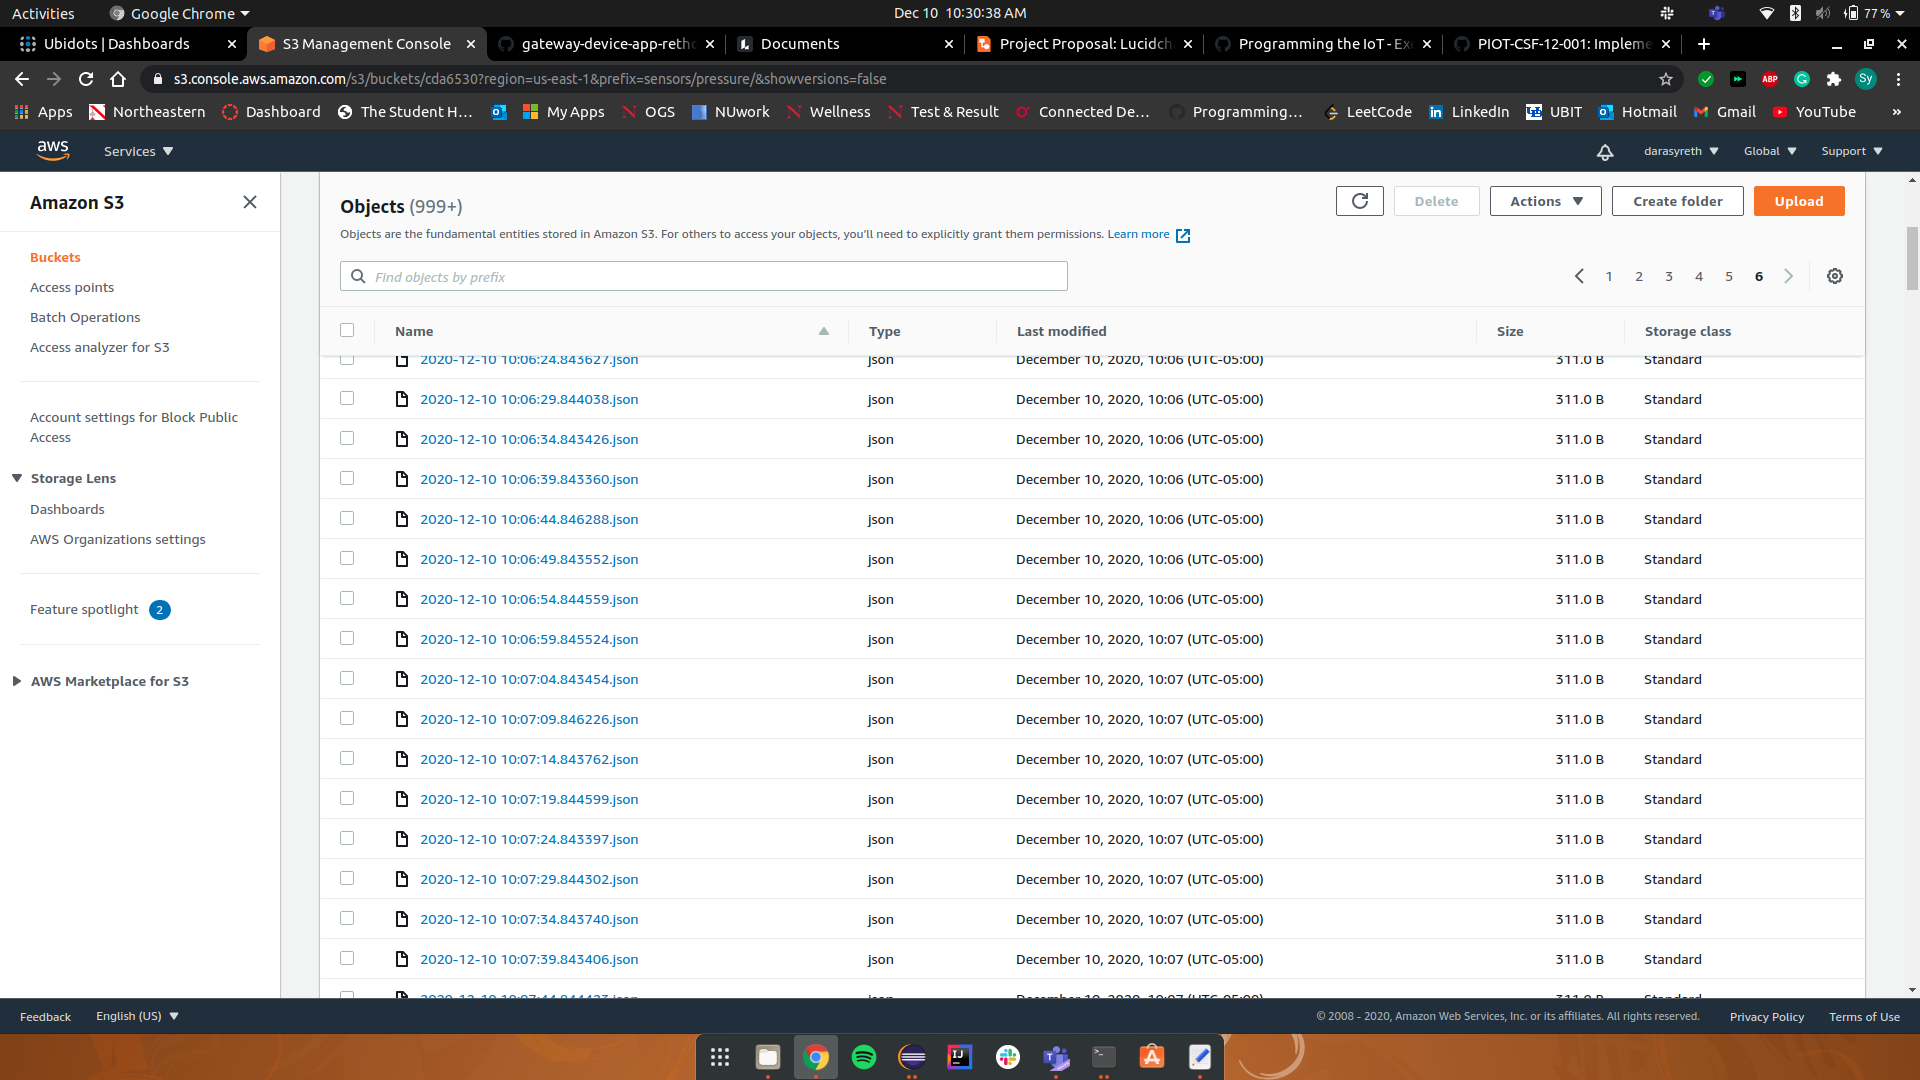 Activities Google Chrome Dec 10 10:30:38 AM 77 %
Ubidots | Dashboards S3 Management Console gateway-device-app-reth Documents Project Proposal: Lucidch Programming the IoT - Ex PIOT-CSF-12-001: Impleme
s3.console.aws.amazon.com/s3/buckets/cda6530?region=us-east-1&prefix=sensors/pressure/&showversions=false ABP Sy
Apps Northeastern Dashboard The Student H... My Apps OGS NUwork Wellness Test & Result Connected De... Programming... LeetCode LinkedIn UBIT Hotmail Gmail YouTube »
aws Services darasyreth Global Support
Amazon S3
Buckets
Access points
Batch Operations
Access analyzer for S3
Account settings for Block Public
Access
Storage Lens
Dashboards
AWS Organizations settings
Feature spotlight 2
AWS Marketplace for S3
Objects (999+) Delete Actions Create folder Upload
Objects are the fundamental entities stored in Amazon S3. For others to access your objects, you'll need to explicitly grant them permissions. Learn more
Find objects by prefix 1 2 3 4 5 6
Name Type Last modified Size Storage class
2020-12-10 10:06:24.843627.json json December 10, 2020, 10:06 (UTC-05:00) 311.0 B Standard
2020-12-10 10:06:29.844038.json json December 10, 2020, 10:06 (UTC-05:00) 311.0 B Standard
2020-12-10 10:06:34.843426.json json December 10, 2020, 10:06 (UTC-05:00) 311.0 B Standard
2020-12-10 10:06:39.843360.json json December 10, 2020, 10:06 (UTC-05:00) 311.0 B Standard
2020-12-10 10:06:44.846288.json json December 10, 2020, 10:06 (UTC-05:00) 311.0 B Standard
2020-12-10 10:06:49.843552.json json December 10, 2020, 10:06 (UTC-05:00) 311.0 B Standard
2020-12-10 10:06:54.844559.json json December 10, 2020, 10:06 (UTC-05:00) 311.0 B Standard
2020-12-10 10:06:59.845524.json json December 10, 2020, 10:07 (UTC-05:00) 311.0 B Standard
2020-12-10 10:07:04.843454.json json December 10, 2020, 10:07 (UTC-05:00) 311.0 B Standard
2020-12-10 10:07:09.846226.json json December 10, 2020, 10:07 (UTC-05:00) 311.0 B Standard
2020-12-10 10:07:14.843762.json json December 10, 2020, 10:07 (UTC-05:00) 311.0 B Standard
2020-12-10 10:07:19.844599.json json December 10, 2020, 10:07 (UTC-05:00) 311.0 B Standard
2020-12-10 10:07:24.843397.json json December 10, 2020, 10:07 (UTC-05:00) 311.0 B Standard
2020-12-10 10:07:29.844302.json json December 10, 2020, 10:07 (UTC-05:00) 311.0 B Standard
2020-12-10 10:07:34.843740.json json December 10, 2020, 10:07 (UTC-05:00) 311.0 B Standard
2020-12-10 10:07:39.843406.json json December 10, 2020, 10:07 (UTC-05:00) 311.0 B Standard
Feedback English (US) © 2008 - 2020, Amazon Web Services, Inc. or its affiliates. All rights reserved. Privacy Policy Terms of Use